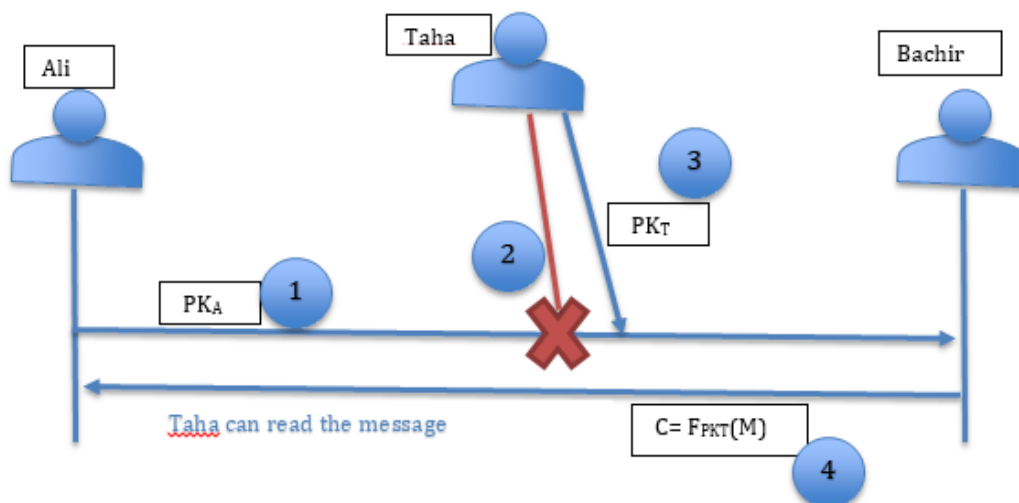 Taha
Ali
Bachir
3
PKT
2
1
PKA
Taha can read the message
C= FPKT(M)
4